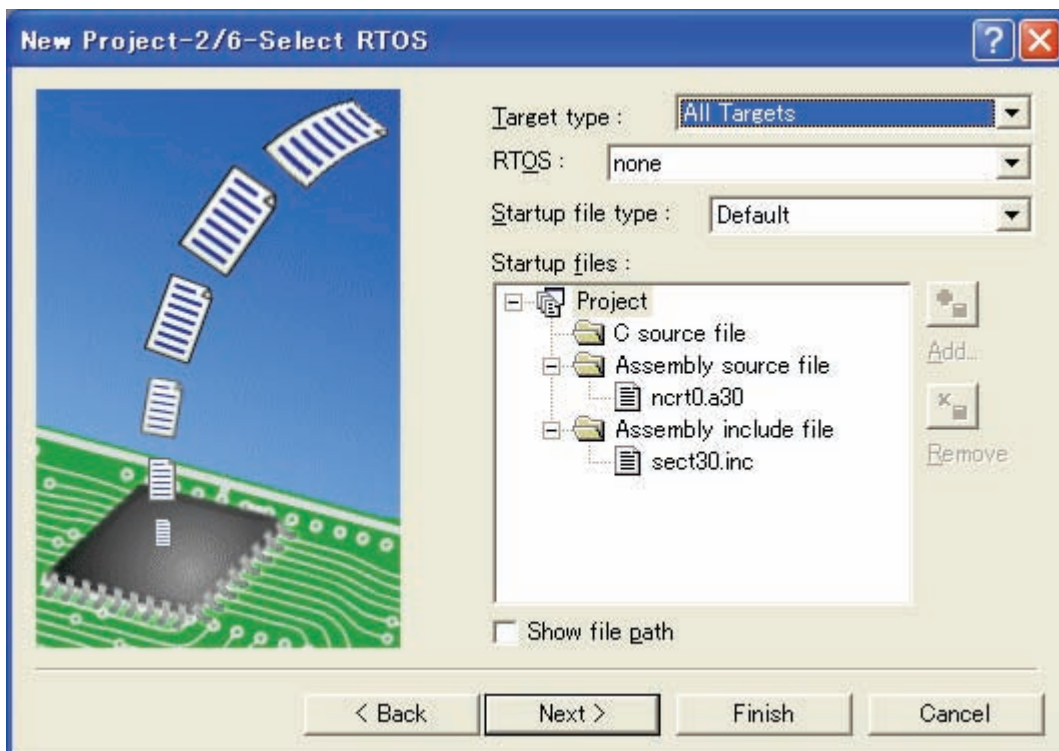 New Project-2/6-Select RTOS
Target type : All Targets
RTOS : none
Startup file type : Default
Startup files :
Project
C source file
Assembly source file
ncrt0.a30
Assembly include file
sect30.inc
Add...
Remove
Show file path
< Back Next > Finish Cancel